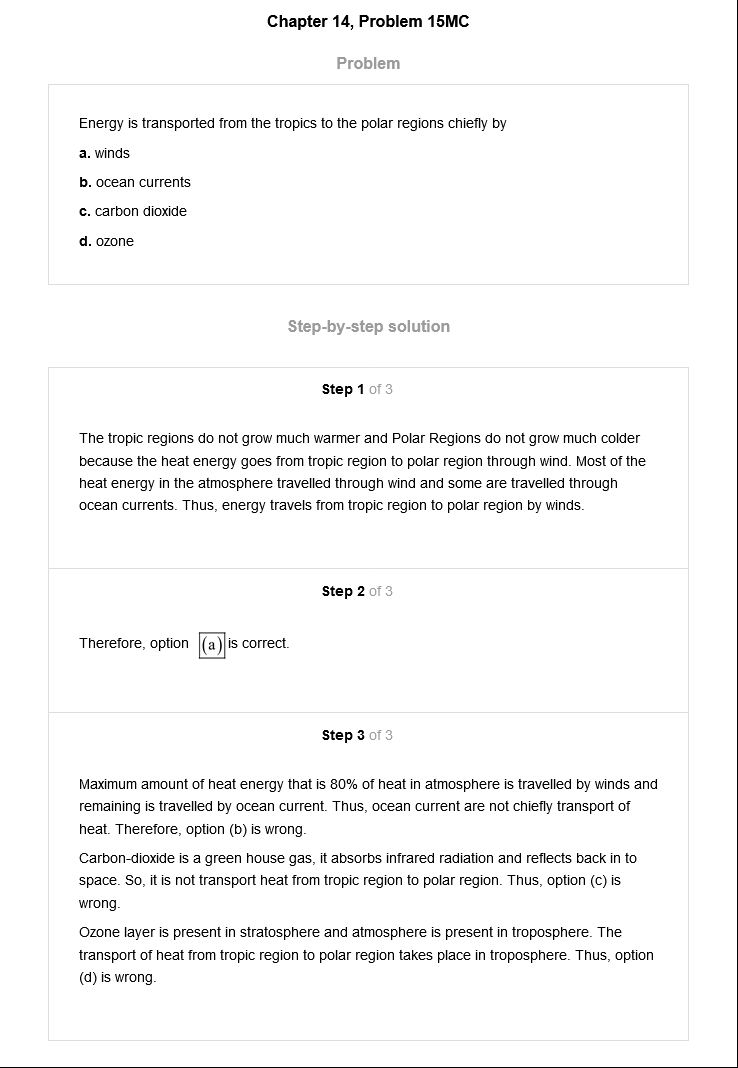 Chapter 14, Problem 15MC
Problem
Energy is transported from the tropics to the polar regions chiefly by
a. winds
b. ocean currents
c. carbon dioxide
d. ozone
Step-by-step solution
Step 1 of 3
The tropic regions do not grow much warmer and Polar Regions do not grow much colder
because the heat energy goes from tropic region to polar region through wind. Most of the
heat energy in the atmosphere travelled through wind and some are travelled through
ocean currents. Thus, energy travels from tropic region to polar region by winds.
Step 2 of 3
Therefore, option (a) is correct.
Step 3 of 3
Maximum amount of heat energy that is 80% of heat in atmosphere is travelled by winds and
remaining is travelled by ocean current. Thus, ocean current are not chiefly transport of
heat. Therefore, option (b) is wrong.
Carbon-dioxide is a green house gas, it absorbs infrared radiation and reflects back in to
space. So, it is not transport heat from tropic region to polar region. Thus, option (c) is
wrong.
Ozone layer is present in stratosphere and atmosphere is present in troposphere. The
transport of heat from tropic region to polar region takes place in troposphere. Thus, option
(d) is wrong.